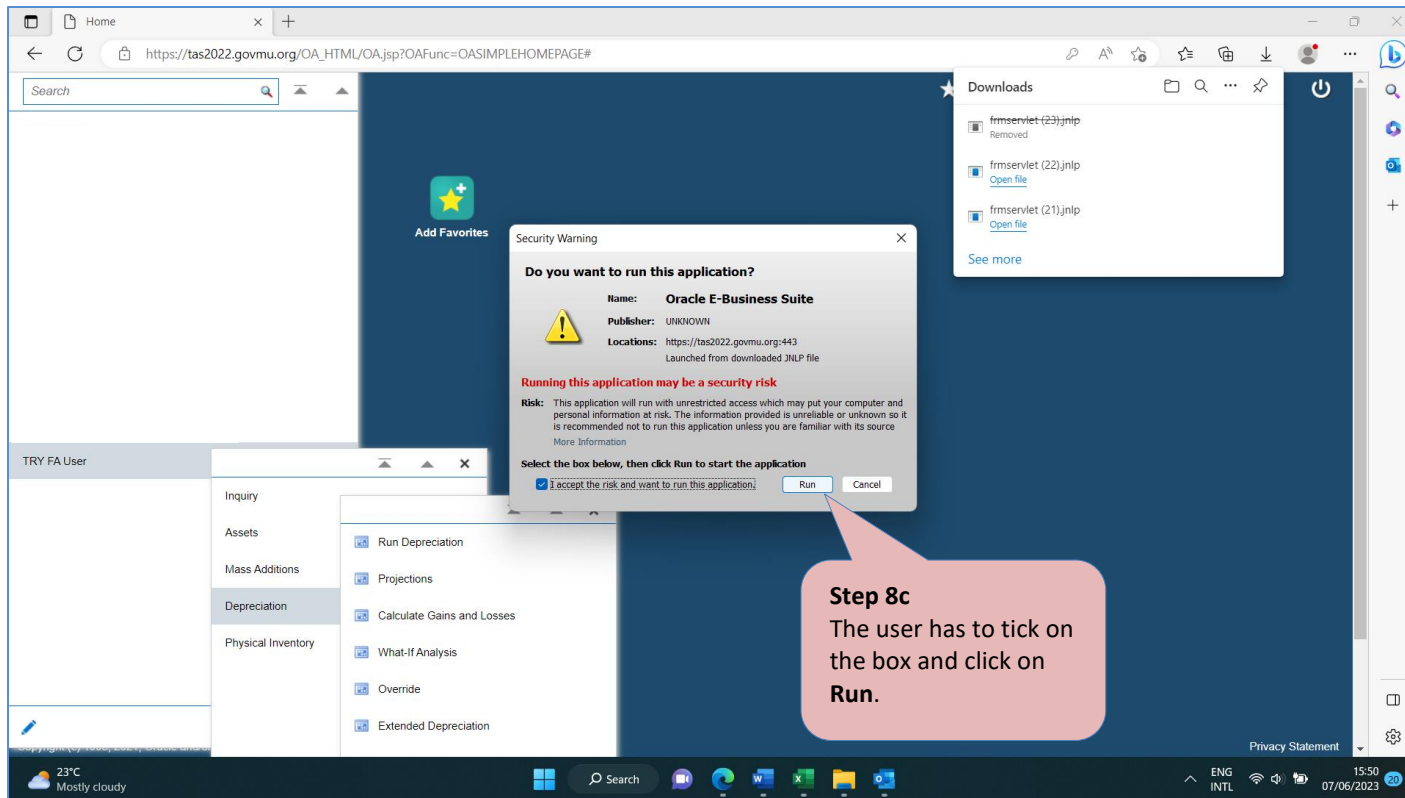 Home
https://tas2022.govmu.org/OA_HTML/OA.jsp?OAFunc=OASIMPLEHOMEPAGE#
Search
Downloads
frmservlet (23).jnlp
Removed
frmservlet (22).jnlp
Open file
frmservlet (21).jnlp
Open file
See more
Add Favorites
Security Warning
Do you want to run this application?
Name: Oracle E-Business Suite
Publisher: UNKNOWN
Locations: https://tas2022.govmu.org:443
Launched from downloaded JNLP file
Running this application may be a security risk
Risk: This application will run with unrestricted access which may put your computer and
personal information at risk. The information provided is unreliable or unknown so it
is recommended not to run this application unless you are familiar with its source
More Information
Select the box below, then click Run to start the application
I accept the risk and want to run this application.
Run
Cancel
TRY FA User
Inquiry
Assets
Mass Additions
Depreciation
Physical Inventory
Run Depreciation
Projections
Calculate Gains and Losses
What-If Analysis
Override
Extended Depreciation
Step 8c
The user has to tick on
the box and click on
Run.
Privacy Statement
23°C
Mostly cloudy
Search
ENG
INTL
15:50
07/06/2023
20